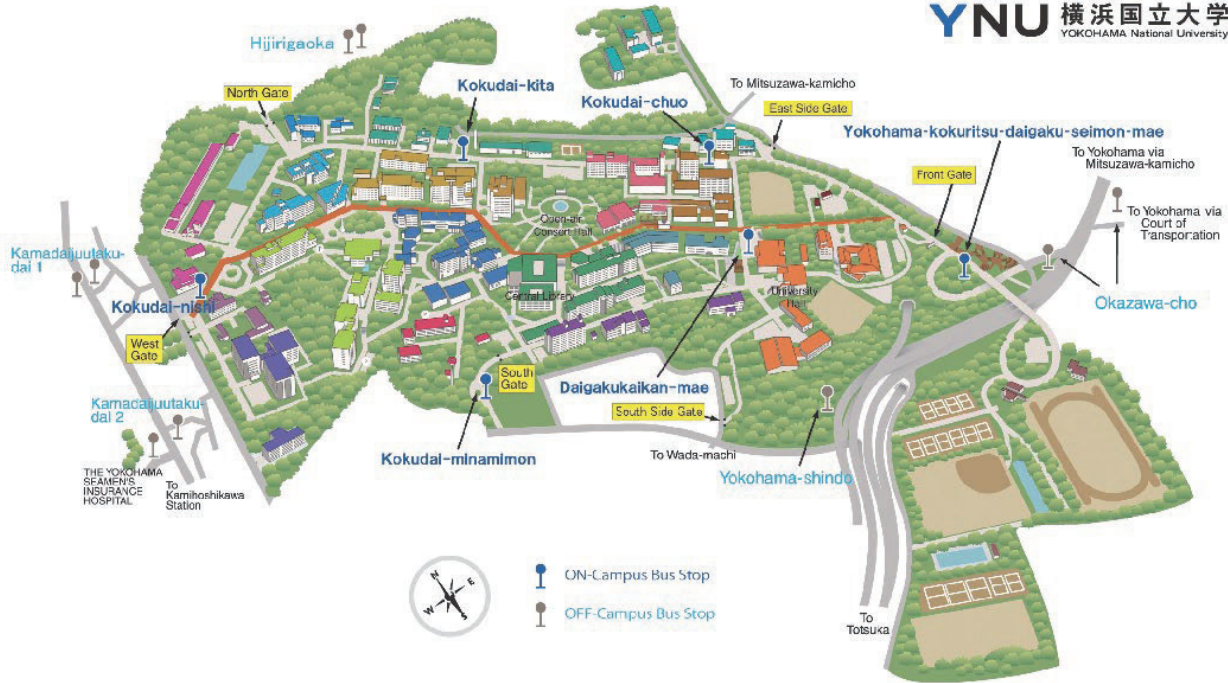 YNU 横浜国立大学
YOKOHAMA National University
Hijirigaoka
North Gate
Kokudai-kita
Kokudai-chuo
To Mitsuzawa-kamicho
East Side Gate
Yokohama-kokuritsu-daigaku-seimon-mae
To Yokohama via
Mitsuzawa-kamicho
Front Gate
To Yokohama via
Court of
Transportation
Open-air
Consert Hall
Kamadaijuutaku-
dai 1
Kokudai-nishi
Central Library
University
Hall
Okazawa-cho
West
Gate
South
Gate
Daigakukaikan-mae
Kamadaijuutaku-
dai 2
South Side Gate
Kokudai-minamimon
To Wada-machi
THE YOKOHAMA
SEAMEN'S
INSURANCE
HOSPITAL
To
Kamihoshikawa
Station
Yokohama-shindo
N
E
W
S
ON-Campus Bus Stop
OFF-Campus Bus Stop
To
Totsuka